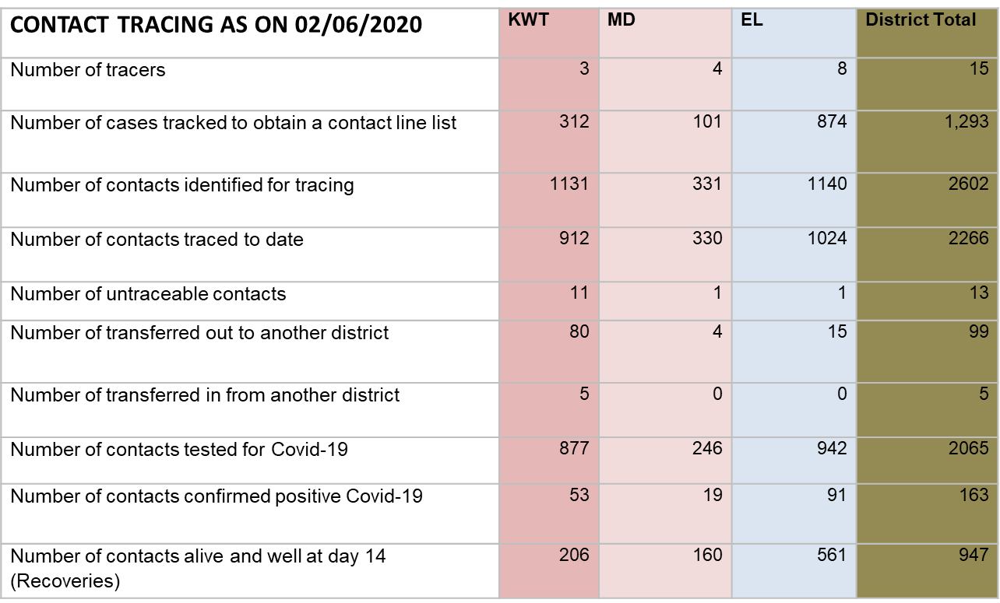 CONTACT TRACING AS ON 02/06/2020 KWT MD EL District Total
Number of tracers 3 4 8 15
Number of cases tracked to obtain a contact line list 312 101 874 1,293
Number of contacts identified for tracing 1131 331 1140 2602
Number of contacts traced to date 912 330 1024 2266
Number of untraceable contacts 11 1 1 13
Number of transferred out to another district 80 4 15 99
Number of transferred in from another district 5 0 0 5
Number of contacts tested for Covid-19 877 246 942 2065
Number of contacts confirmed positive Covid-19 53 19 91 163
Number of contacts alive and well at day 14 206 160 561 947
(Recoveries)